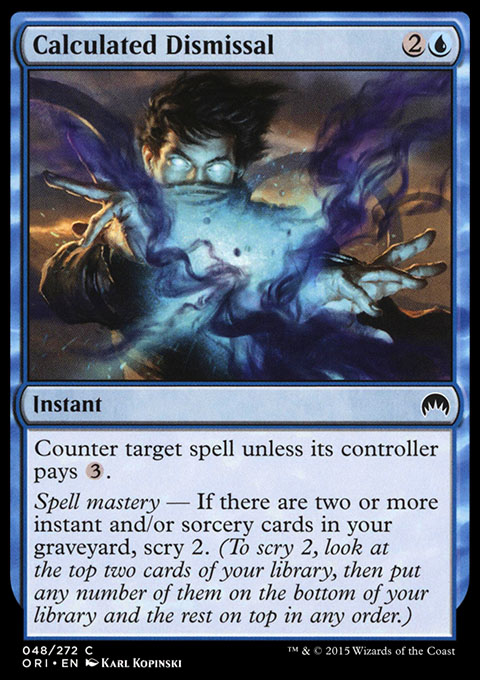 Calculated Dismissal 2
Instant
Counter target spell unless its controller
pays 3.
Spell mastery — If there are two or more
instant and/or sorcery cards in your
graveyard, scry 2. (To scry 2, look at
the top two cards of your library, then put
any number of them on the bottom of your
library and the rest on top in any order.)
048/272 C
ORI • EN Karl Kopinski
™ & © 2015 Wizards of the Coast